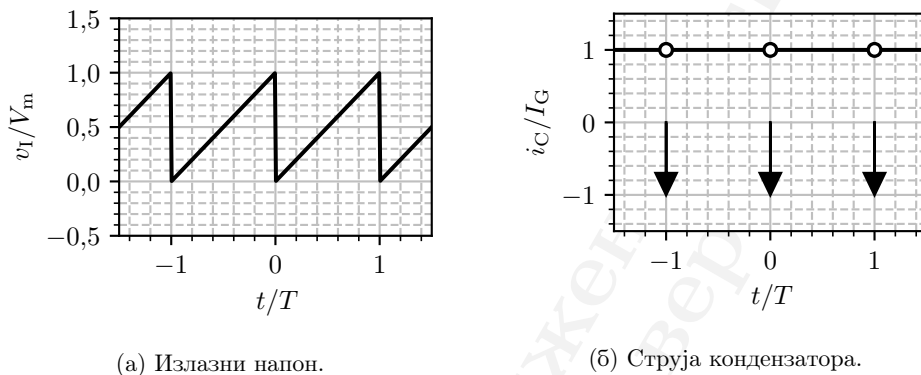 1,5
1,0
0,5
0,0
−0,5
v_I/V_m
−1
0
1
t/T
(а) Излазни напон.
1
0
−1
i_C/I_G
−1
0
1
t/T
(б) Струја кондензатора.